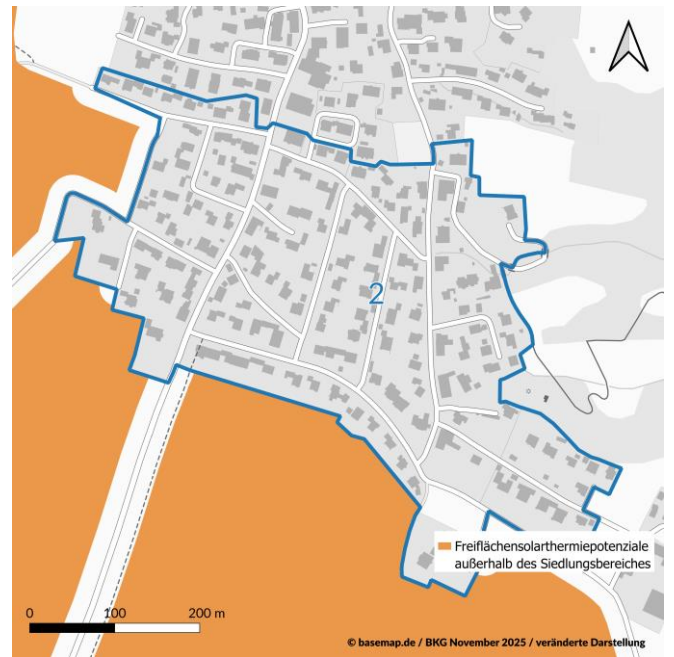 2
Freiflächensolarthermiepotenziale
außerhalb des Siedlungsbereiches
0 100 200 m
© basemap.de / BKG November 2025 / veränderte Darstellung